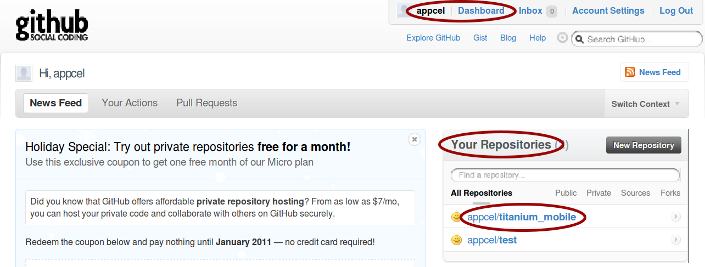 github
SOCIAL CODING
appcel Dashboard Inbox 0 Account Settings Log Out
Explore GitHub Gist Blog Help Search GitHub
Hi, appcel
News Feed
News Feed Your Actions Pull Requests Switch Context
Holiday Special: Try out private repositories free for a month!
Use this exclusive coupon to get one free month of our Micro plan
Did you know that GitHub offers affordable private repository hosting? From as low as $7/mo,
you can host your private code and collaborate with others on GitHub securely.
Redeem the coupon below and pay nothing until January 2011 — no credit card required!
Your Repositories New Repository
Find a repository...
All Repositories Public Private Sources Forks
appcel/titanium_mobile
appcel/test